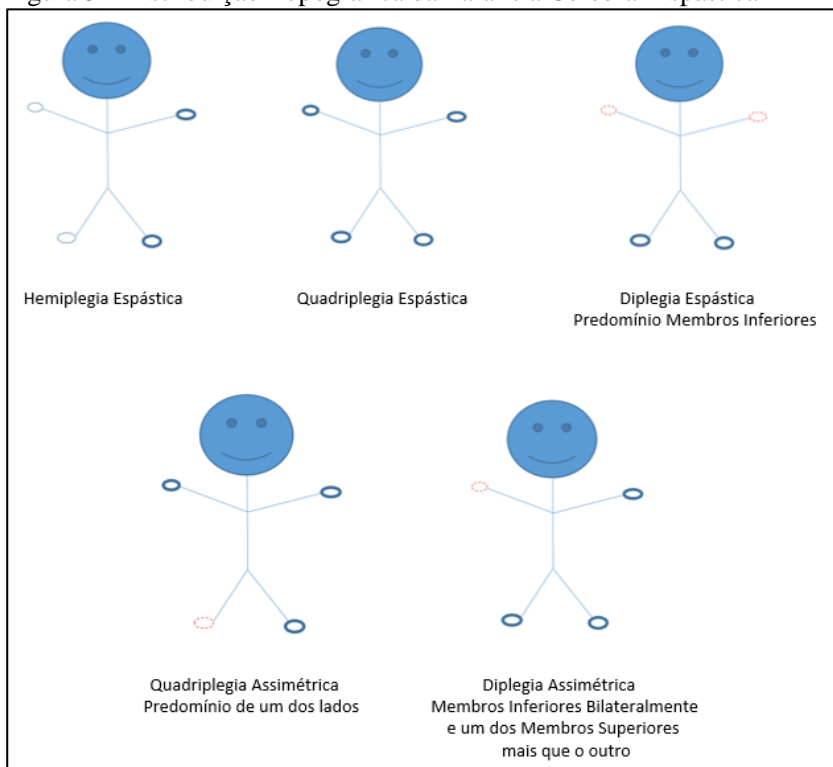 Hemiplegia Espástica
Quadriplegia Espástica
Diplegia Espástica
Predomínio Membros Inferiores
Quadriplegia Assimétrica
Predomínio de um dos lados
Diplegia Assimétrica
Membros Inferiores Bilateralmente
e um dos Membros Superiores
mais que o outro